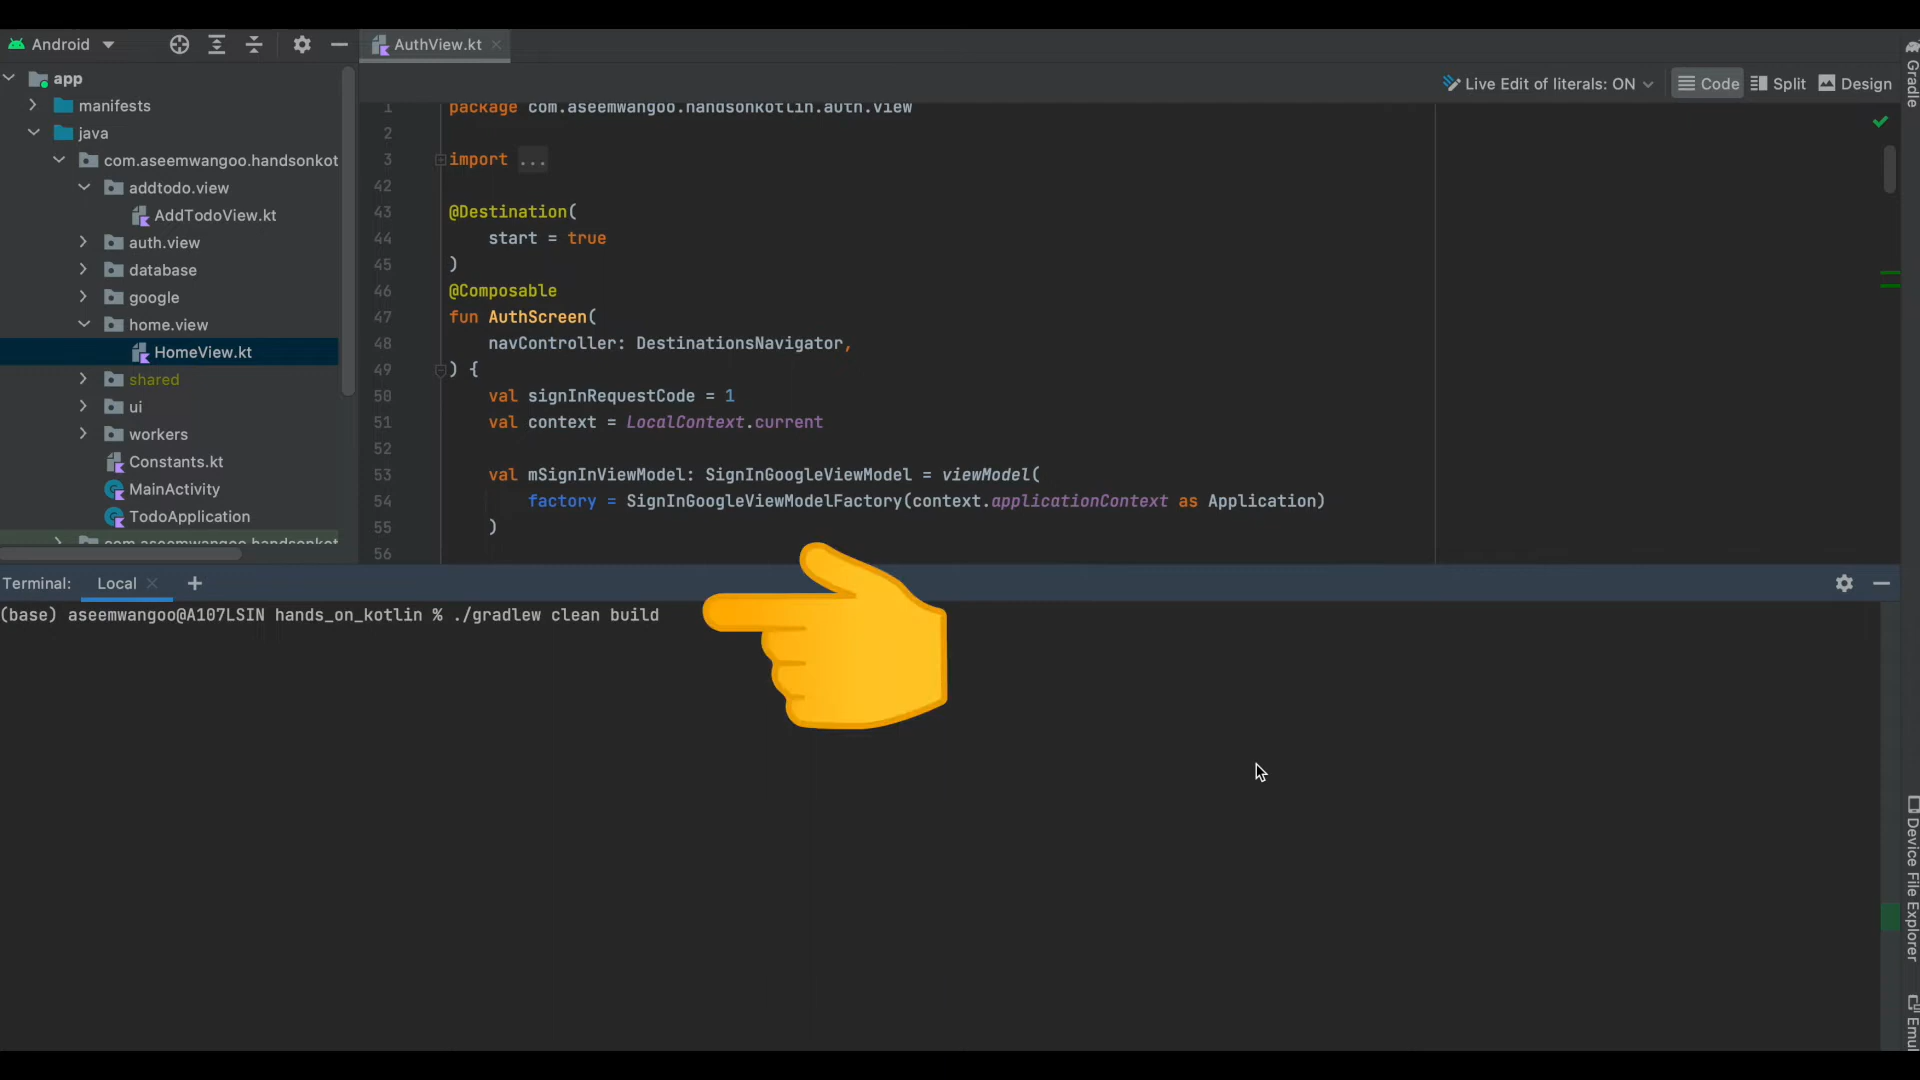 Android
AuthView.kt
app
manifests
java
com.aseemwangoo.handsonkot
addtodo.view
AddTodoView.kt
auth.view
database
google
home.view
HomeView.kt
shared
ui
workers
Constants.kt
MainActivity
TodoApplication
com.aseemwangoo.handsonkot
Live Edit of literals: ON
Code
Split
Design
Gradle
1 package com.aseemwangoo.handsonkotlin.auth.view
2
3 import ...
42
43 @Destination(
44 start = true
45 )
46 @Composable
47 fun AuthScreen(
48 navController: DestinationsNavigator,
49 ) {
50 val signInRequestCode = 1
51 val context = LocalContext.current
52
53 val mSignInViewModel: SignInGoogleViewModel = viewModel(
54 factory = SignInGoogleViewModelFactory(context.applicationContext as Application)
55 )
56
Terminal: Local +
(base) aseemwangoo@A107LSIN hands_on_kotlin % ./gradlew clean build
Device File Explorer
Emul